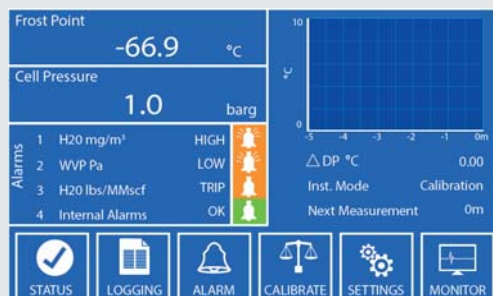 Frost Point
-66.9 °C
Cell Pressure
1.0 barg
Alarms
1 H20 mg/m³ HIGH
2 WVP Pa LOW
3 H20 lbs/MMscf TRIP
4 Internal Alarms OK
10
°C
0
-5 -4 -3 -2 -1 0m
△ DP °C 0.00
Inst. Mode Calibration
Next Measurement 0m
STATUS LOGGING ALARM CALIBRATE SETTINGS MONITOR